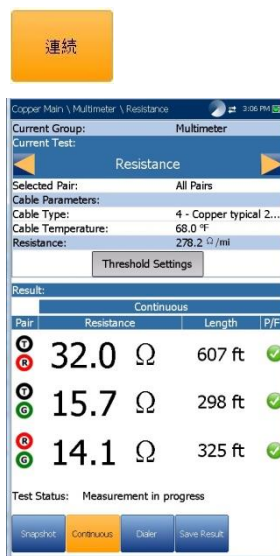 連続
Copper Main \ Multimeter \ Resistance 3:06 PM
Current Group: Multimeter
Current Test:
Resistance
Selected Pair: All Pairs
Cable Parameters:
Cable Type: 4 - Copper typical 2...
Cable Temperature: 68.0 °F
Resistance: 278.2 Ω/mi
Threshold Settings
Result:
Continuous
Pair Resistance Length P/F
T R 32.0 Ω 607 ft
T G 15.7 Ω 298 ft
R G 14.1 Ω 325 ft
Test Status: Measurement in progress
Snapshot Continuous Dialer Save Result